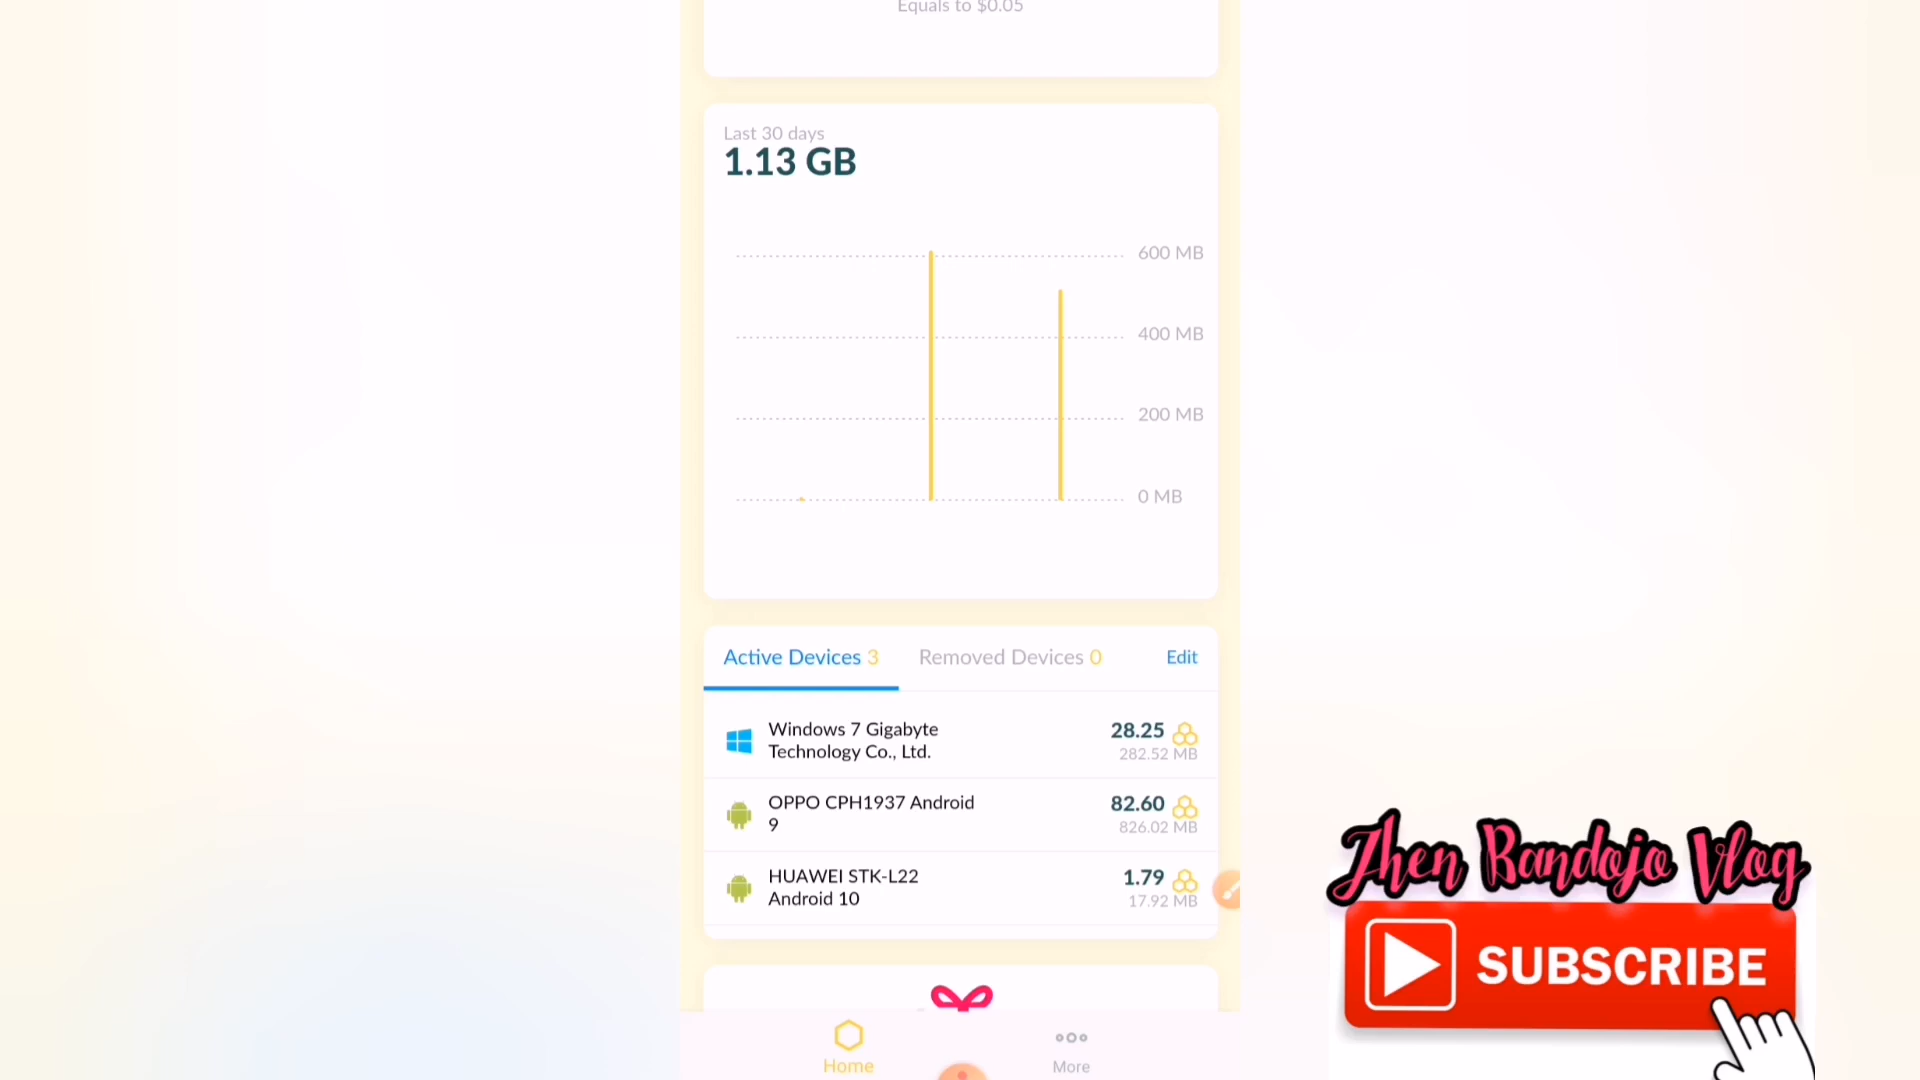 Equals to $0.05
Last 30 days
1.13 GB
600 MB
400 MB
200 MB
0 MB
Active Devices 3
Removed Devices 0
Edit
Windows 7 Gigabyte
Technology Co., Ltd.
28.25
282.52 MB
OPPO CPH1937 Android
9
82.60
826.02 MB
HUAWEI STK-L22
Android 10
1.79
17.92 MB
Home
More
Jhen Bandojo Vlog
SUBSCRIBE